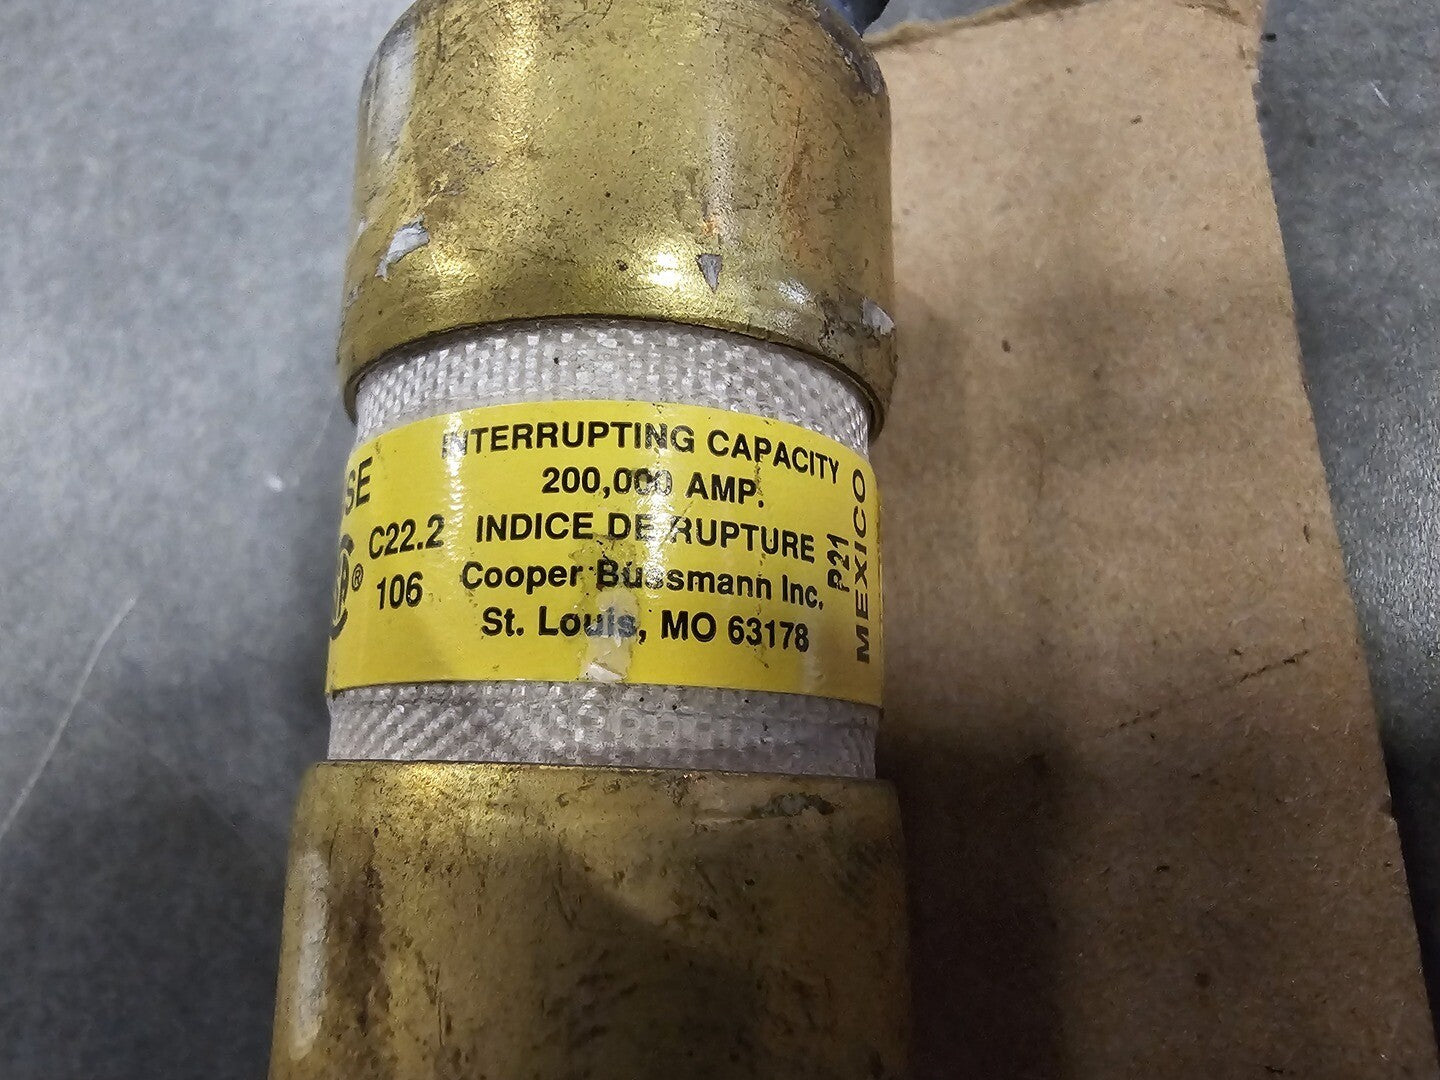 INTERRUPTING CAPACITY
200,000 AMP.
INDICE DE RUPTURE
Cooper Bussmann Inc.
St. Louis, MO 63178
C22.2
106
P21
MEXICO